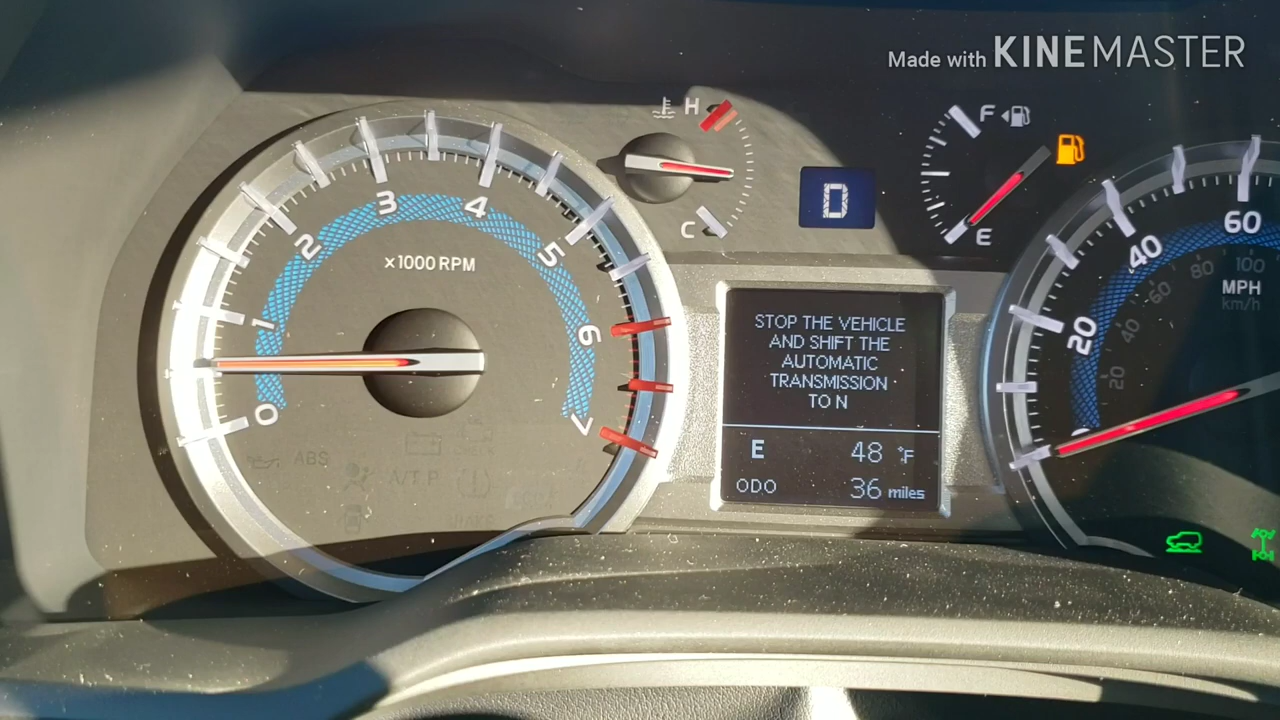 Made with KINEMASTER
H
C
F
E
D
0
1
2
3
4
5
6
7
x1000 RPM
ABS
A/T P
STOP THE VEHICLE
AND SHIFT THE
AUTOMATIC
TRANSMISSION
TO N
E 48 °F
ODO 36 miles
20
40
60
20
40
60
80
100
MPH
km/h